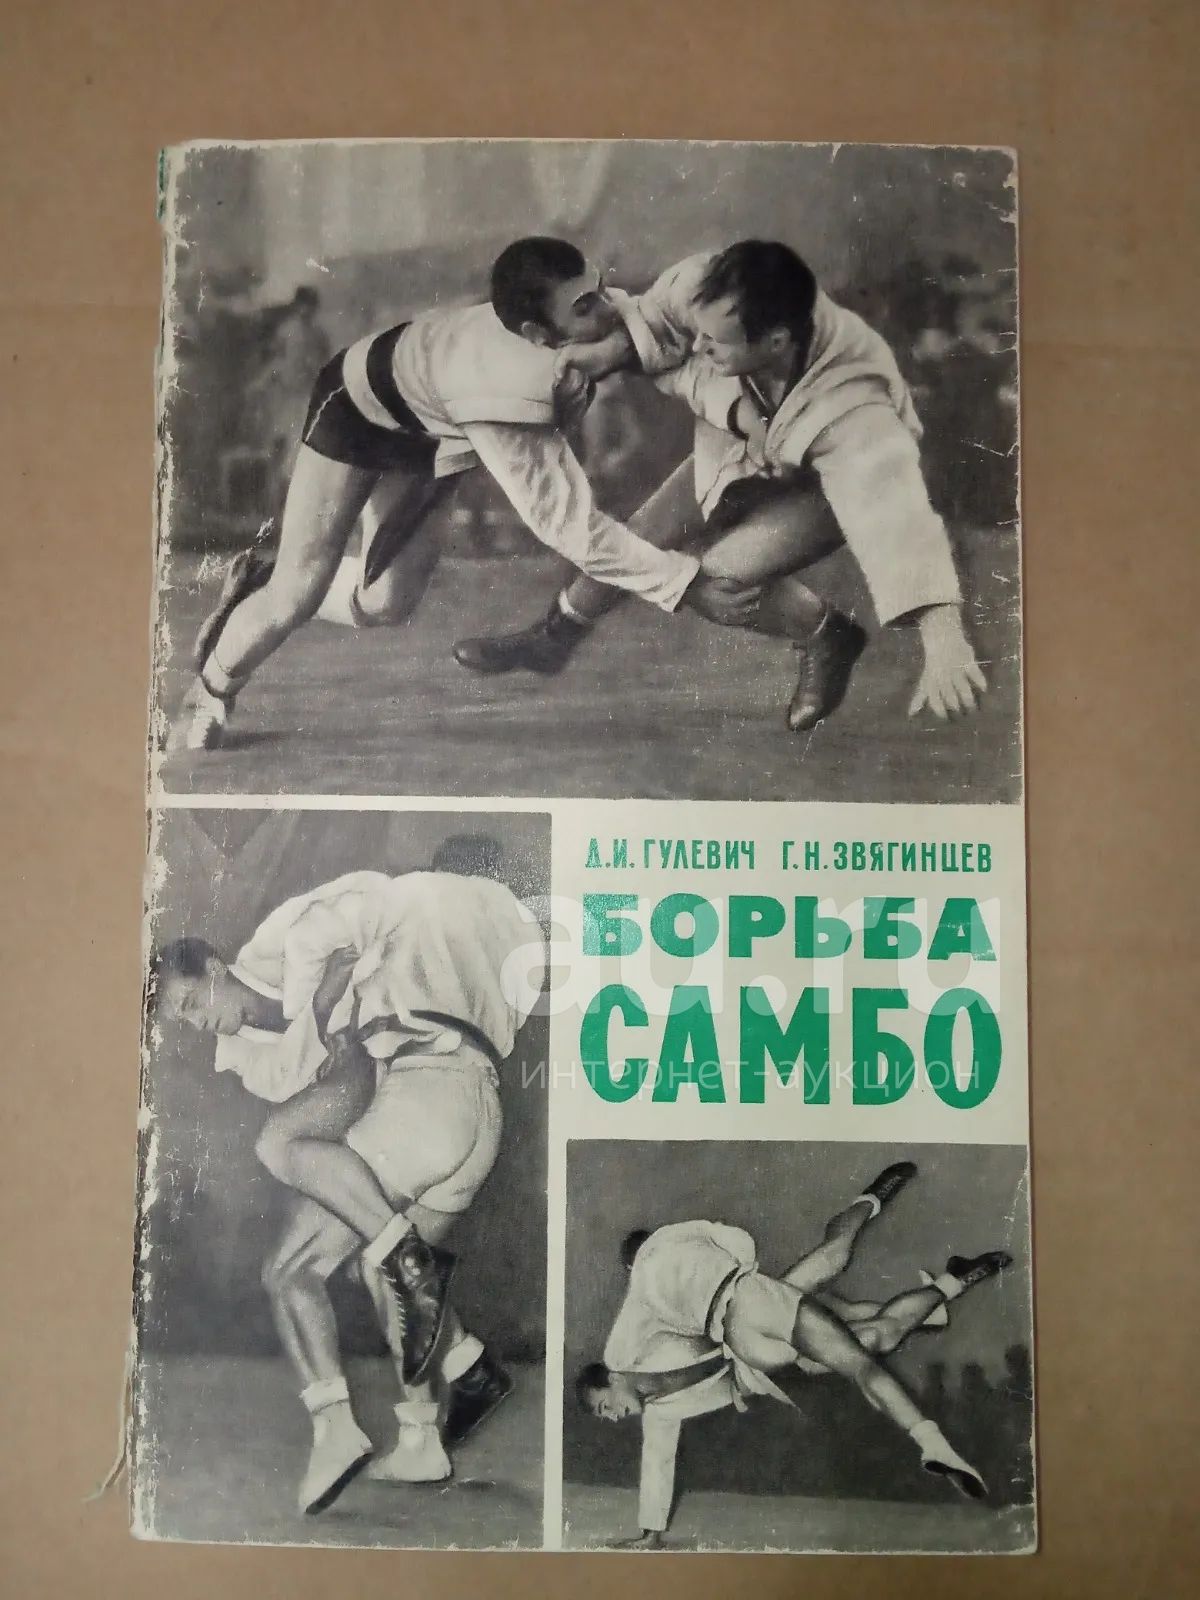 Д.И. ГУЛЕВИЧ Г.Н. ЗВЯГИНЦЕВ
БОРЬБА
au.ru
САМБО
интернет-аукцион